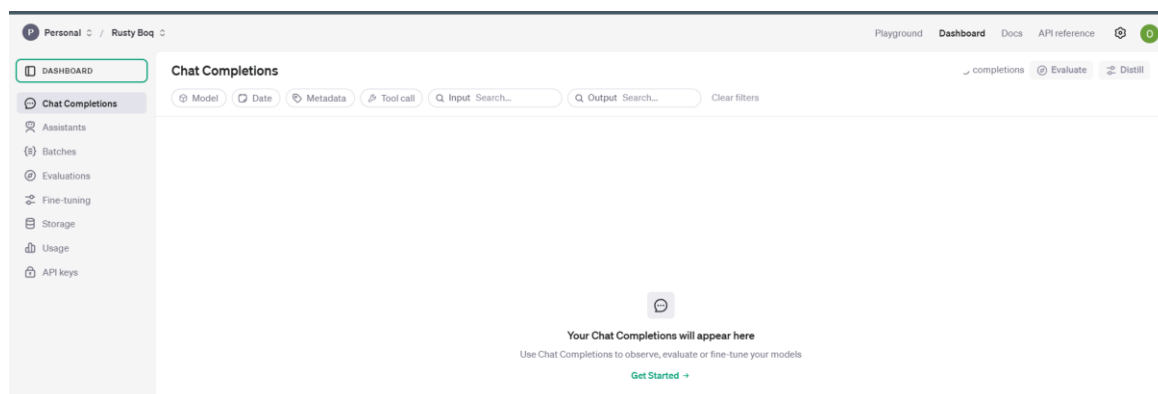 P Personal / Rusty Boq
Playground Dashboard Docs API reference O
DASHBOARD
Chat Completions
Assistants
Batches
Evaluations
Fine-tuning
Storage
Usage
API keys
Chat Completions
completions Evaluate Distill
Model Date Metadata Tool call Input Search... Output Search... Clear filters
Your Chat Completions will appear here
Use Chat Completions to observe, evaluate or fine-tune your models
Get Started →